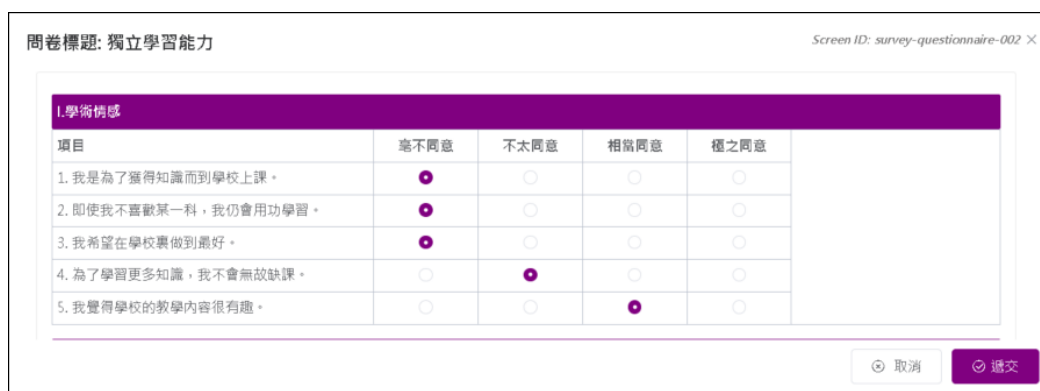 問卷標題: 獨立學習能力
Screen ID: survey-questionnaire-002
I.學術情感
項目 毫不同意 不太同意 相當同意 極之同意
1. 我是為了獲得知識而到學校上課。
2. 即使我不喜歡某一科，我仍會用功學習。
3. 我希望在學校裏做到最好。
4. 為了學習更多知識，我不會無故缺課。
5. 我覺得學校的教學內容很有趣。
取消 遞交